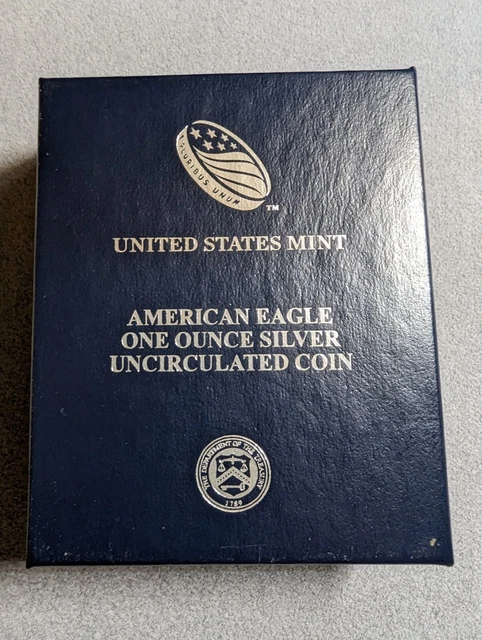 PLURIBUS UNUM
TM
UNITED STATES MINT
AMERICAN EAGLE
ONE OUNCE SILVER
UNCIRCULATED COIN
THE DEPARTMENT OF THE TREASURY
1789